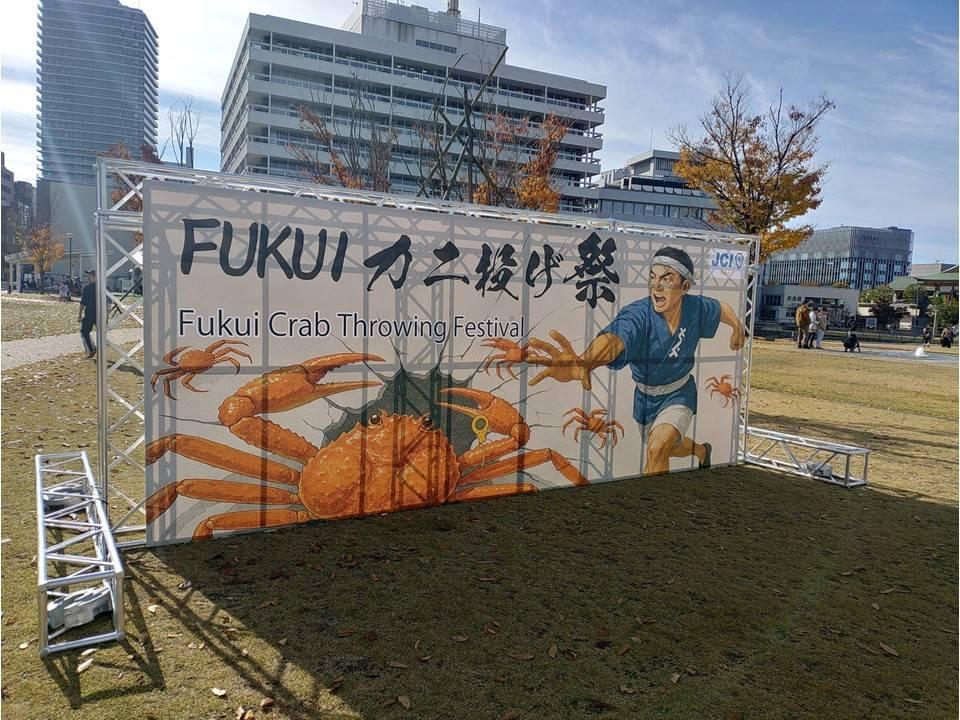 FUKUI カニ投げ祭
JCI
Fukui Crab Throwing Festival